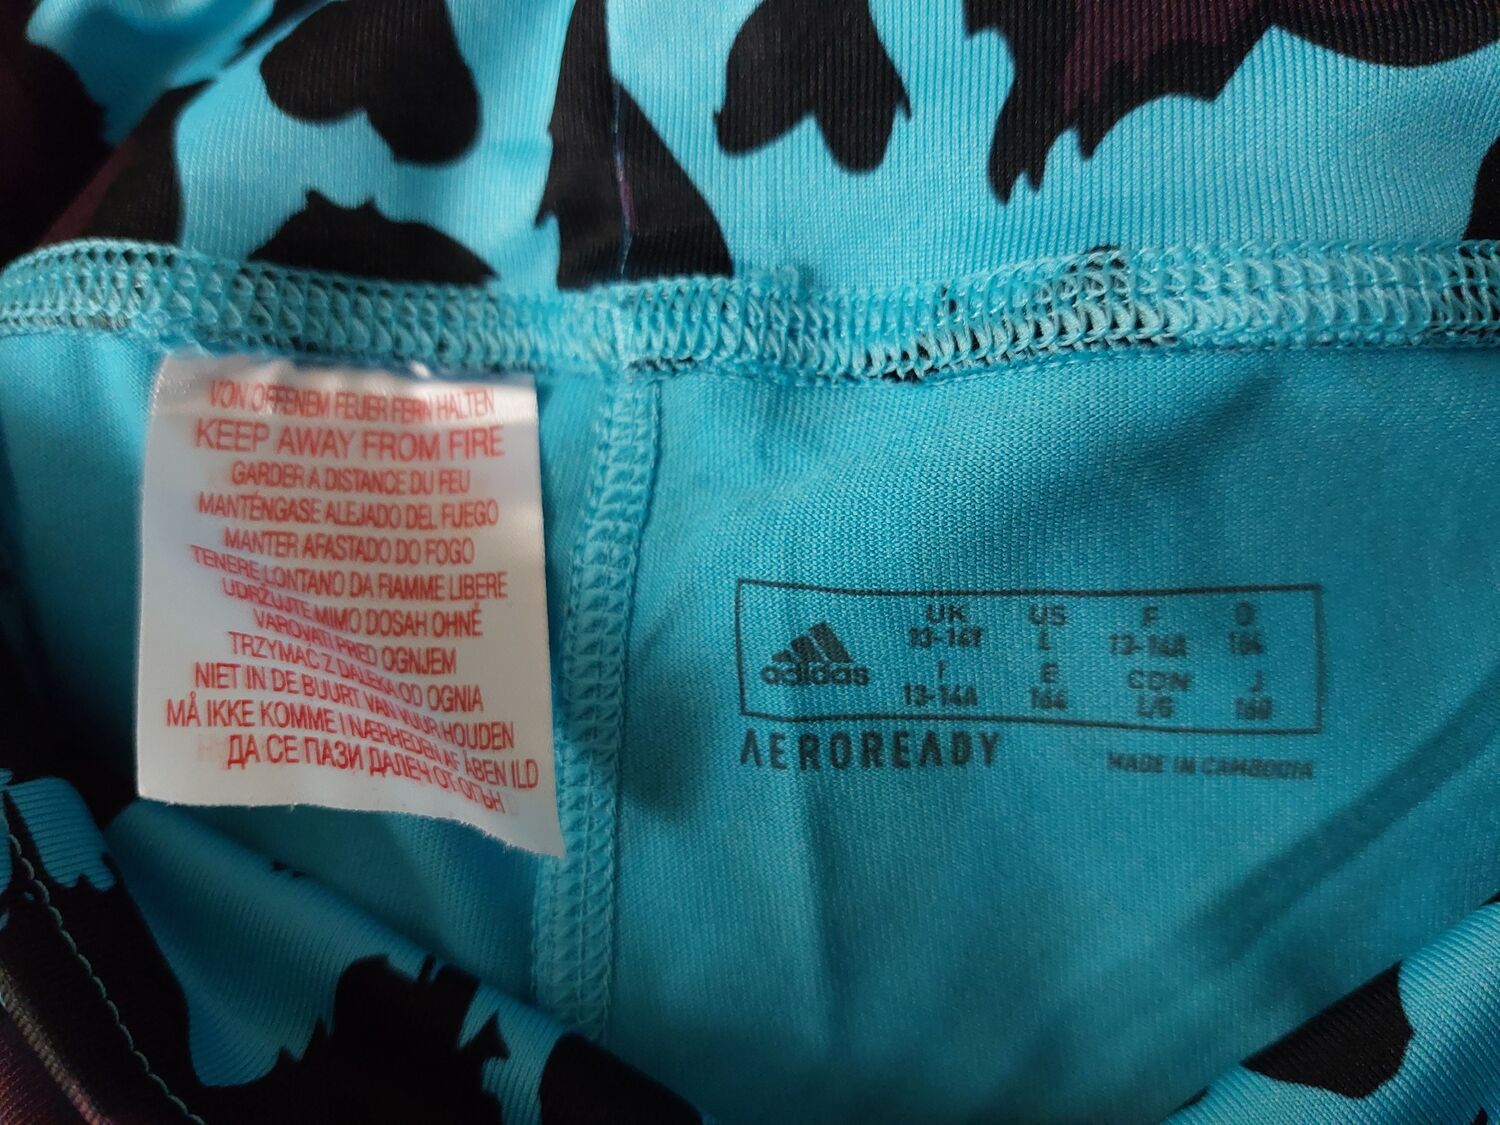 VON OFFENEM FEUER FERN HALTEN
KEEP AWAY FROM FIRE
GARDER A DISTANCE DU FEU
MANTÉNGASE ALEJADO DEL FUEGO
MANTER AFASTADO DO FOGO
TENERE LONTANO DA FIAMME LIBERE
UDRŽUJTE MIMO DOSAH OHNĚ
VAROVATI PRED OGNJEM
TRZYMAC Z DALEKA OD OGNIA
NIET IN DE BUURT VAN VUUR HOUDEN
MÅ IKKE KOMME I NÆRHEDEN AF ÅBEN ILD
ДА СЕ ПАЗИ ДАЛЕЧ ОТ ОГЪН
adidas
UK US F D
13-14Y L 13-14A 164
I E CDN J
13-14A 164 L/G 160
AEROREADY
MADE IN CAMBODIA